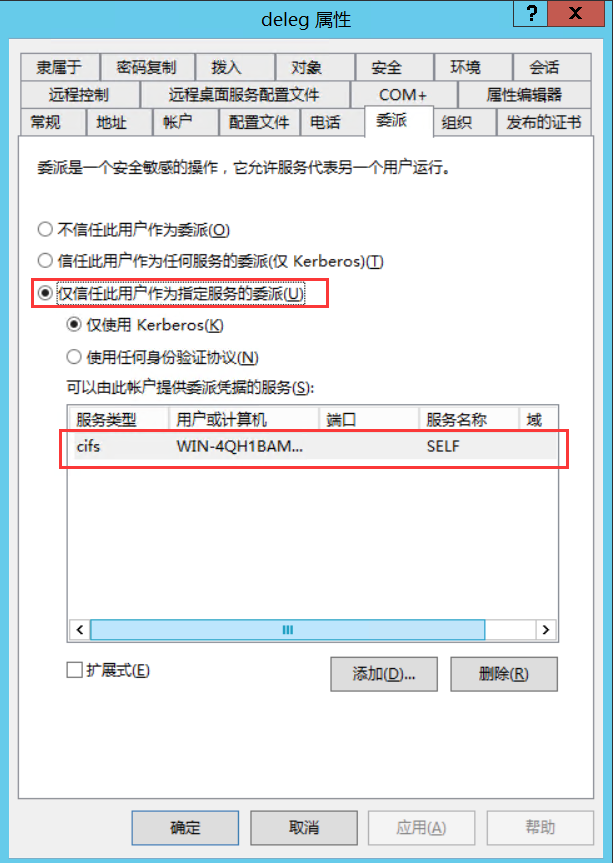 deleg 属性
? X
隶属于 密码复制 拨入 对象 安全 环境 会话
远程控制 远程桌面服务配置文件 COM+ 属性编辑器
常规 地址 帐户 配置文件 电话 委派 组织 发布的证书
委派是一个安全敏感的操作，它允许服务代表另一个用户运行。
不信任此用户作为委派(O)
信任此用户作为任何服务的委派(仅 Kerberos)(T)
仅信任此用户作为指定服务的委派(U)
仅使用 Kerberos(K)
使用任何身份验证协议(N)
可以由此帐户提供委派凭据的服务(S):
服务类型 用户或计算机 端口 服务名称 域
cifs WIN-4QH1BAM... SELF
扩展式(E) 添加(D)... 删除(R)
确定 取消 应用(A) 帮助